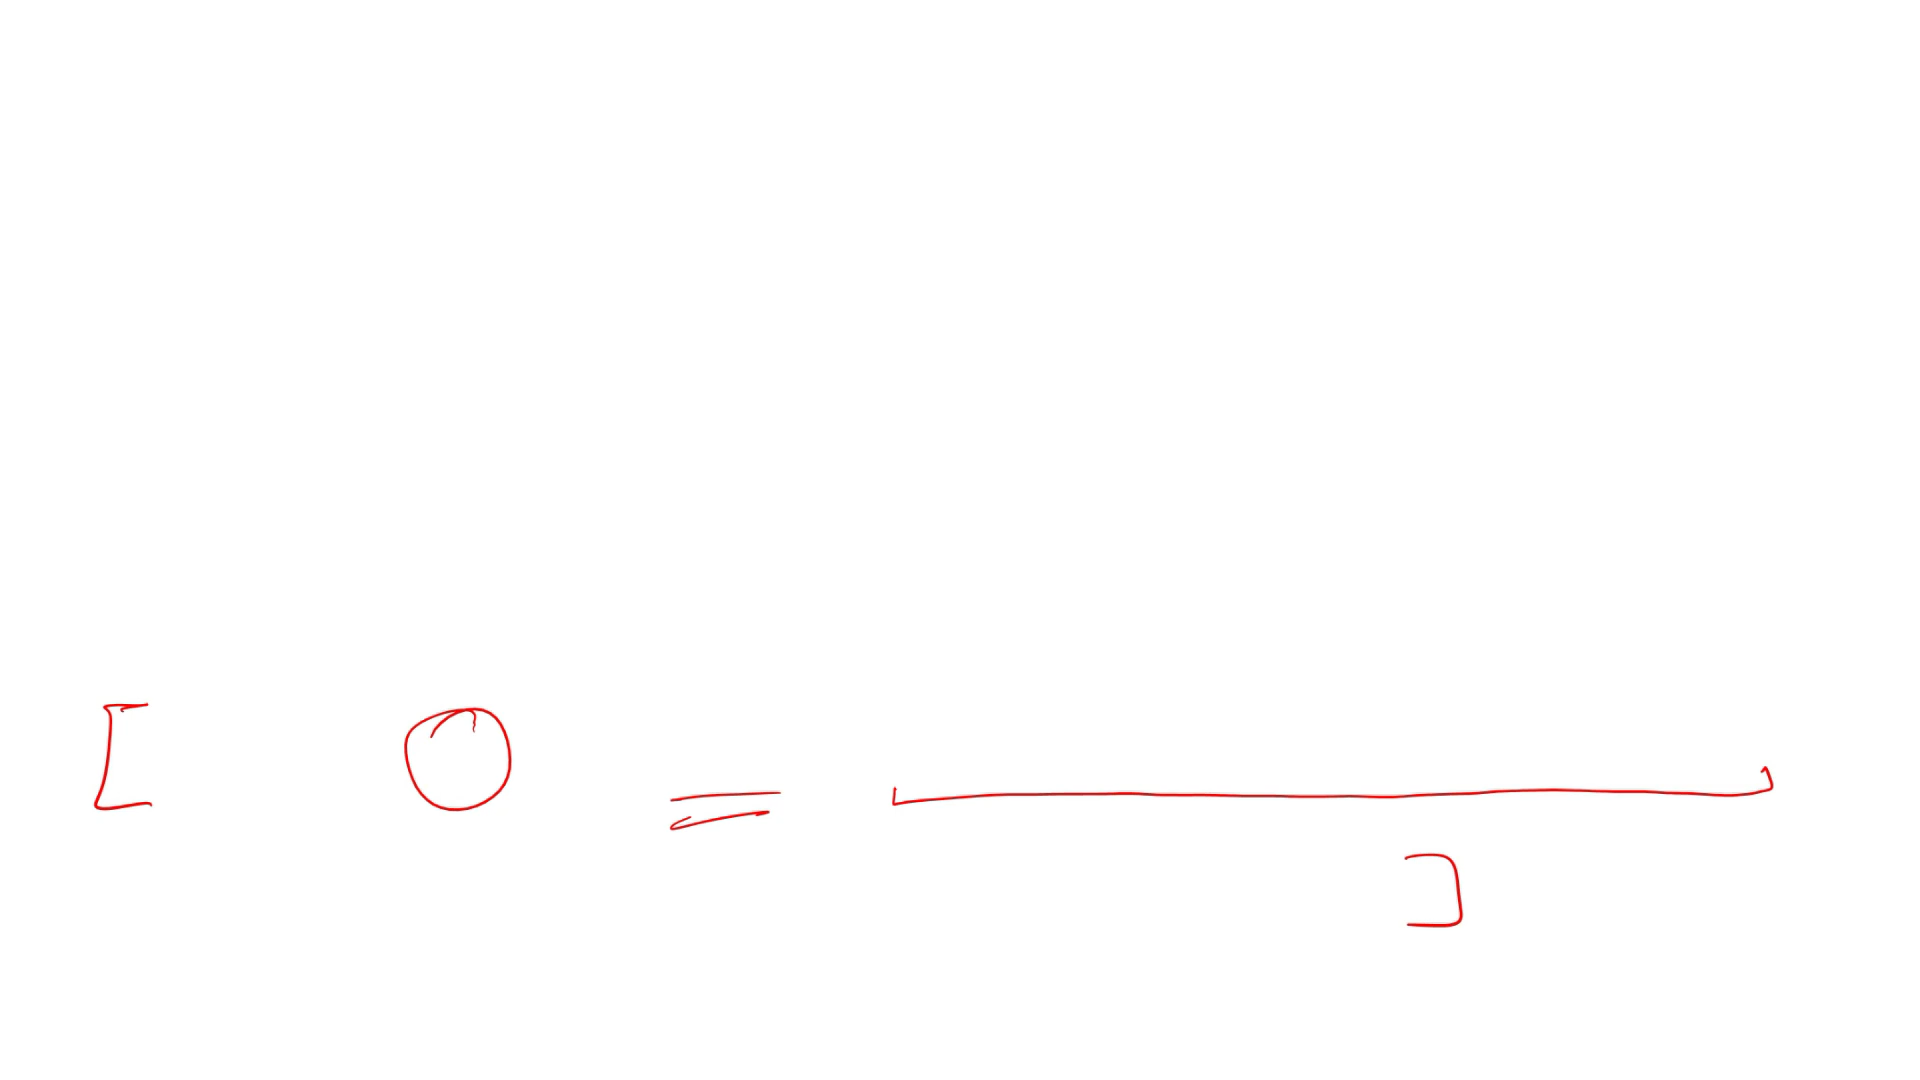 [ O =
]